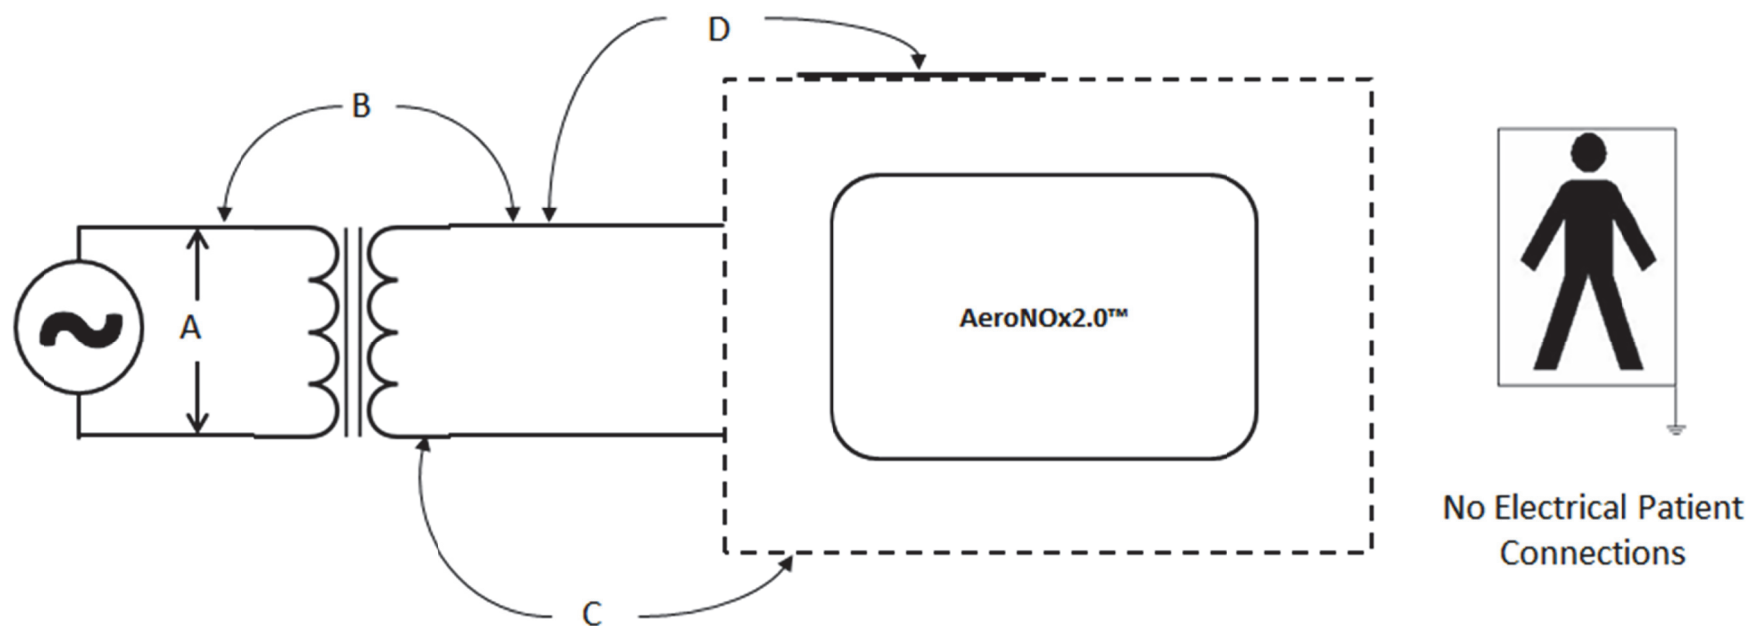 D
B
A
AeroNOx2.0™
No Electrical Patient
Connections
C